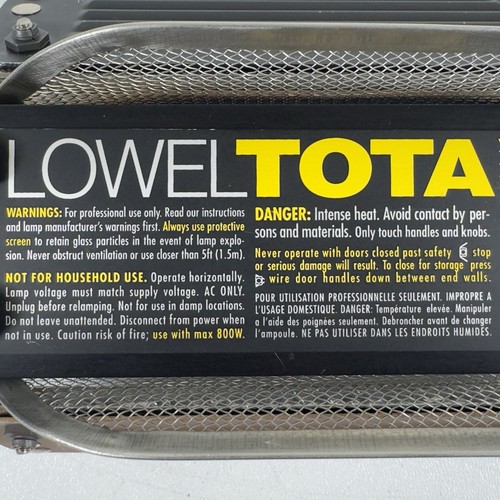 LOWEL TOTA
WARNINGS: For professional use only. Read our instructions
and lamp manufacturer's warnings first. Always use protective
screen to retain glass particles in the event of lamp explo-
sion. Never obstruct ventilation or use closer than 5ft (1.5m).
NOT FOR HOUSEHOLD USE. Operate horizontally.
Lamp voltage must match supply voltage. AC ONLY.
Unplug before relamping. Not for use in damp locations.
Do not leave unattended. Disconnect from power when
not in use. Caution risk of fire; use with max 800W.
DANGER: Intense heat. Avoid contact by per-
sons and materials. Only touch handles and knobs.
Never operate with doors closed past safety stop
or serious damage will result. To close for storage press
wire door handles down between end walls.
POUR UTILISATION PROFESSIONNELLE SEULEMENT. IMPROPRE A
L'USAGE DOMESTIQUE. DANGER: Température elevée. Manipuler
a l'aide des poignées seulement. Debrancher avant de changer
l'ampoule. NE PAS UTILISER DANS LES ENDROITS HUMIDES.